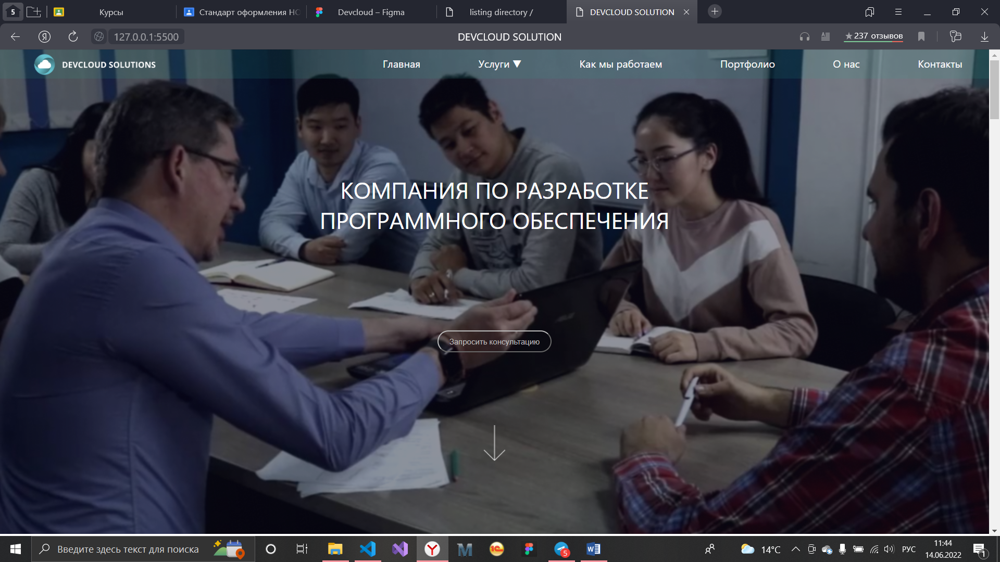 5
Курсы
Стандарт оформления НС
Devcloud – Figma
listing directory /
DEVCLOUD SOLUTION
Я
127.0.0.1:5500
DEVCLOUD SOLUTION
★237 отзывов
DEVCLOUD SOLUTIONS
Главная
Услуги ▼
Как мы работаем
Портфолио
О нас
Контакты
КОМПАНИЯ ПО РАЗРАБОТКЕ
ПРОГРАММНОГО ОБЕСПЕЧЕНИЯ
Запросить консультацию
Введите здесь текст для поиска
Y
M
1С
5
W
14°C
РУС
11:44
14.06.2022
1